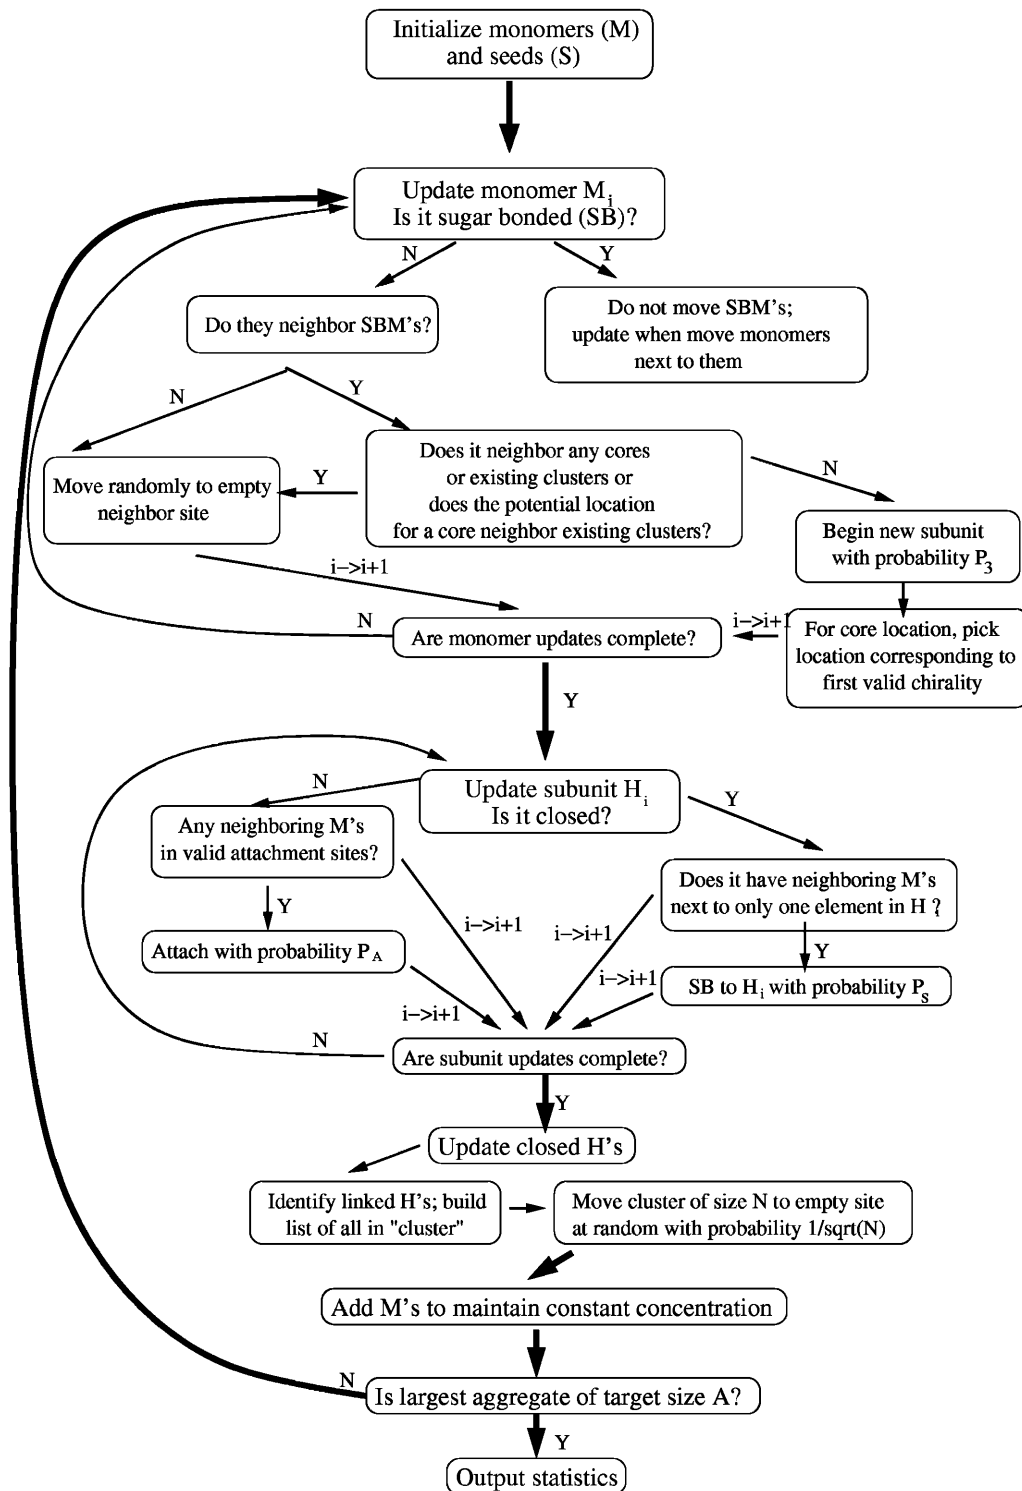 Initialize monomers (M)
and seeds (S)
Update monomer Mi
Is it sugar bonded (SB)?
N
Y
Do they neighbor SBM's?
Do not move SBM's;
update when move monomers
next to them
N
Y
Does it neighbor any cores
or existing clusters or
does the potential location
for a core neighbor existing clusters?
Y
N
Move randomly to empty
neighbor site
Begin new subunit
with probability P3
i->i+1
N
Are monomer updates complete?
i->i+1
For core location, pick
location corresponding to
first valid chirality
Y
Update subunit Hi
Is it closed?
N
Y
Any neighboring M's
in valid attachment sites?
Does it have neighboring M's
next to only one element in H ?
Y
i->i+1
i->i+1
Y
Attach with probability PA
SB to Hi with probability PS
i->i+1
i->i+1
N
Are subunit updates complete?
Y
Update closed H's
Identify linked H's; build
list of all in "cluster"
Move cluster of size N to empty site
at random with probability 1/sqrt(N)
Add M's to maintain constant concentration
N
Is largest aggregate of target size A?
Y
Output statistics